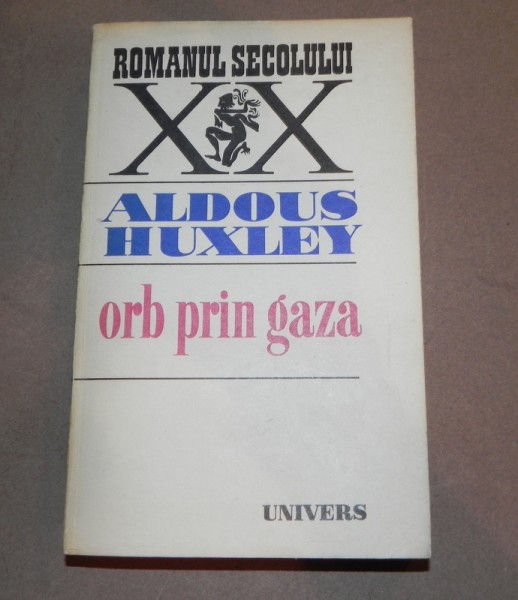 ROMANUL SECOLULUI
XX
ALDOUS
HUXLEY
orb prin gaza
UNIVERS